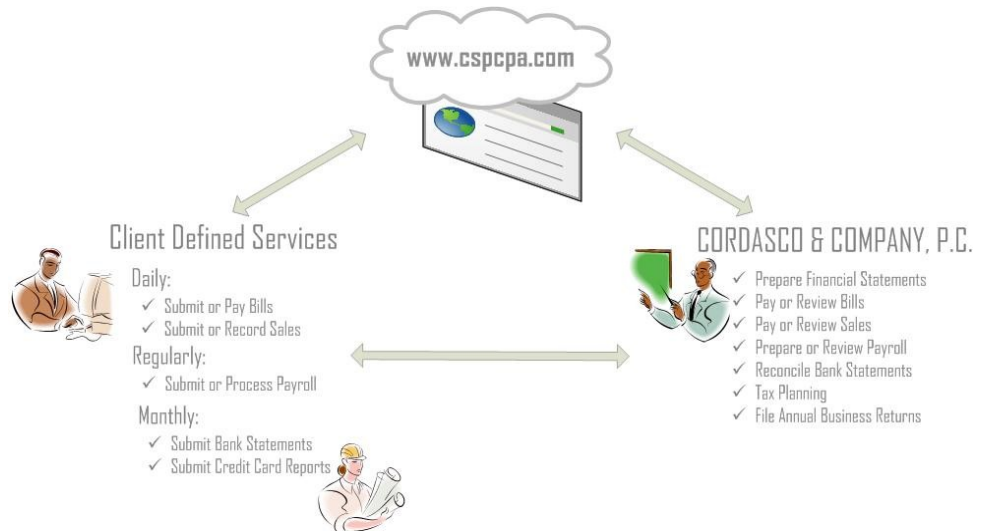 www.cspcpa.com
Client Defined Services
Daily:
✓ Submit or Pay Bills
✓ Submit or Record Sales
Regularly:
✓ Submit or Process Payroll
Monthly:
✓ Submit Bank Statements
✓ Submit Credit Card Reports
CORDASCO & COMPANY, P.C.
✓ Prepare Financial Statements
✓ Pay or Review Bills
✓ Pay or Review Sales
✓ Prepare or Review Payroll
✓ Reconcile Bank Statements
✓ Tax Planning
✓ File Annual Business Returns